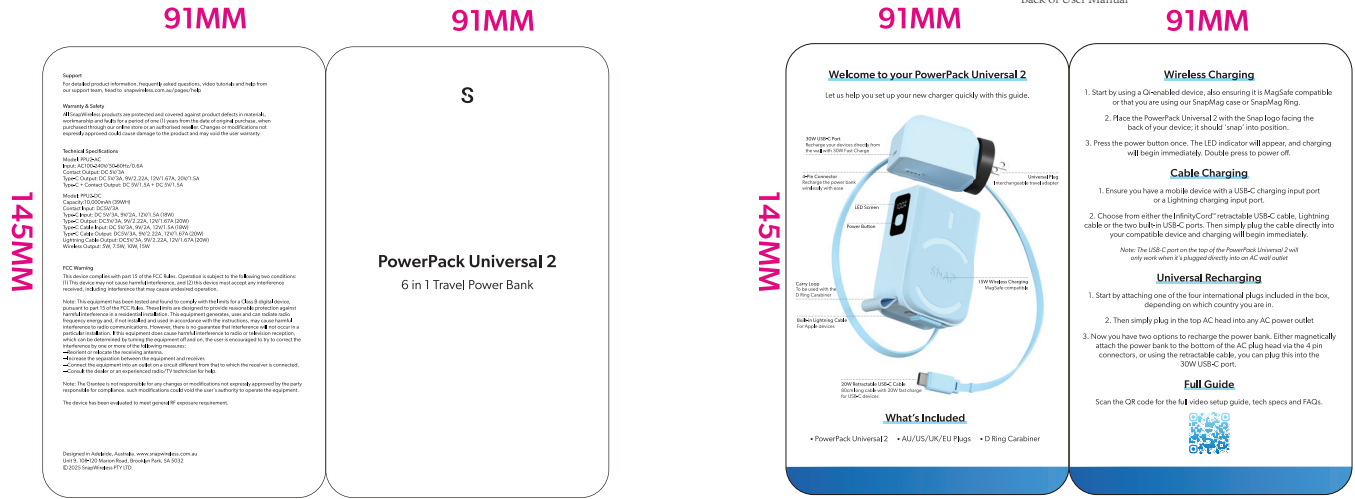 Back of User Manual
91MM
91MM
91MM
91MM
145MM
145MM
Support
For detailed product information, frequently asked questions, video tutorials and help from
our support team, head to snapwireless.com.au/pages/help
Warranty & Safety
All SnapWireless products are protected and covered against product defects in materials,
workmanship and faults for a period of one (1) years from the date of original purchase, when
purchased through our online store or an authorised reseller. Changes or modifications not
expressly approved could cause damage to the product and may void the user warranty.
Technical Specifications
Model: PPU2-AC
Input: AC100-240V/50-60Hz/0.6A
Contact Output: DC 5V/3A
Type-C Output: DC 5V/3A, 9V/2.22A, 12V/1.67A, 20V/1.5A
Type-C + Contact Output: DC 5V/1.5A + DC 5V/1.5A
Model: PPU2-DC
Capacity:10,000mAh (39WH)
Contact Input: DC5V/3A
Type-C Input: DC 5V/3A, 9V/2A, 12V/1.5A (18W)
Type-C Output: DC5V/3A, 9V/2.22A, 12V/1.67A (20W)
Type-C Cable Input: DC 5V/3A, 9V/2A, 12V/1.5A (18W)
Type-C Cable Output: DC5V/3A, 9V/2.22A, 12V/1.67A (20W)
Lightning Cable Output: DC5V/3A, 9V/2.22A, 12V/1.67A (20W)
Wireless Output: 5W, 7.5W, 10W, 15W
FCC Warning
This device complies with part 15 of the FCC Rules. Operation is subject to the following two conditions:
(1) This device may not cause harmful interference, and (2) this device must accept any interference
received, including interference that may cause undesired operation.
Note: This equipment has been tested and found to comply with the limits for a Class B digital device,
pursuant to part 15 of the FCC Rules. These limits are designed to provide reasonable protection against
harmful interference in a residential installation. This equipment generates, uses and can radiate radio
frequency energy and, if not installed and used in accordance with the instructions, may cause harmful
interference to radio communications. However, there is no guarantee that interference will not occur in a
particular installation. If this equipment does cause harmful interference to radio or television reception,
which can be determined by turning the equipment off and on, the user is encouraged to try to correct the
interference by one or more of the following measures:
—Reorient or relocate the receiving antenna.
—Increase the separation between the equipment and receiver.
—Connect the equipment into an outlet on a circuit different from that to which the receiver is connected.
—Consult the dealer or an experienced radio/TV technician for help.
Note: The Grantee is not responsible for any changes or modifications not expressly approved by the party
responsible for compliance. such modifications could void the user's authority to operate the equipment.
The device has been evaluated to meet general RF exposure requirement.
Designed in Adelaide, Australia. www.snapwireless.com.au
Unit 9, 108-120 Marion Road, Brooklyn Park, SA 5032
© 2025 SnapWireless PTY LTD.
S
PowerPack Universal 2
6 in 1 Travel Power Bank
Welcome to your PowerPack Universal 2
Let us help you set up your new charger quickly with this guide.
30W USB-C Port
Recharge your devices directly from
the wall with 30W Fast Charge
4-Pin Connector
Recharge the power bank
wirelessly with ease
Universal Plug
Interchangeable travel adapter
LED Screen
Power Button
SNAP
Carry Loop
To be used with the
D Ring Carabiner
15W Wireless Charging
MagSafe compatible
Built-in Lightning Cable
For Apple devices
20W Retractable USB-C Cable
80cm long cable with 20W fast charge
for USB-C devices
What's Included
• PowerPack Universal 2 • AU/US/UK/EU Plugs • D Ring Carabiner
Wireless Charging
1. Start by using a Qi-enabled device, also ensuring it is MagSafe compatible
or that you are using our SnapMag case or SnapMag Ring.
2. Place the PowerPack Universal 2 with the Snap logo facing the
back of your device; it should 'snap' into position.
3. Press the power button once. The LED indicator will appear, and charging
will begin immediately. Double press to power off.
Cable Charging
1. Ensure you have a mobile device with a USB-C charging input port
or a Lightning charging input port.
2. Choose from either the InfinityCord™ retractable USB-C cable, Lightning
cable or the two built-in USB-C ports. Then simply plug the cable directly into
your compatible device and charging will begin immediately.
Note: The USB-C port on the top of the PowerPack Universal 2 will
only work when it's plugged directly into an AC wall outlet
Universal Recharging
1. Start by attaching one of the four international plugs included in the box,
depending on which country you are in.
2. Then simply plug in the top AC head into any AC power outlet
3. Now you have two options to recharge the power bank. Either magnetically
attach the power bank to the bottom of the AC plug head via the 4 pin
connectors, or using the retractable cable, you can plug this into the
30W USB-C port.
Full Guide
Scan the QR code for the full video setup guide, tech specs and FAQs.